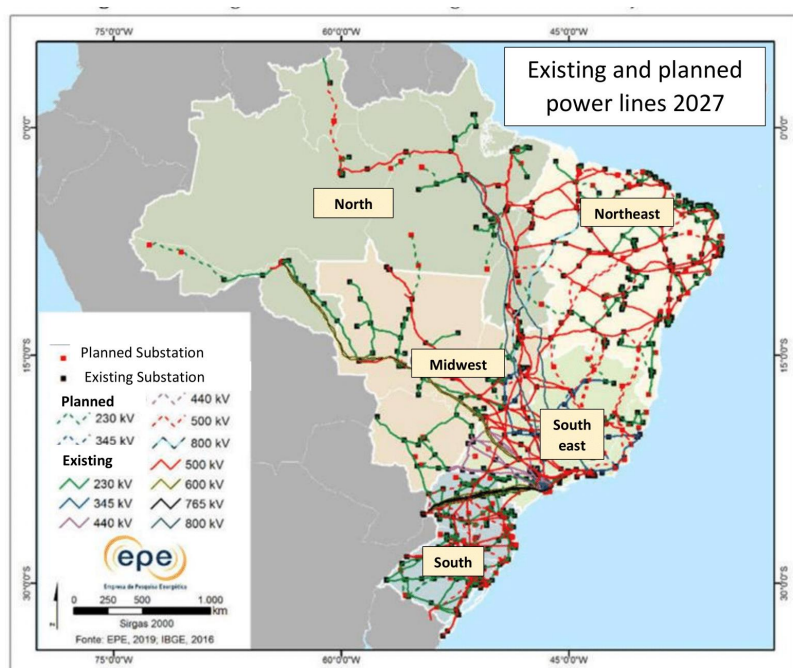 75°0'0"W
60°0'0"W
45°0'0"W
Existing and planned
power lines 2027
0°0'0"
North
Northeast
Planned Substation
Existing Substation
15°0'0"S
Midwest
Planned
440 kV
230 kV
500 kV
345 kV
800 kV
South
east
Existing
500 kV
230 kV
600 kV
345 kV
765 kV
440 kV
800 kV
epe
Empresa de Pesquisa Energética
South
30°0'0"S
0 250 500 1.000
km
Sirgas 2000
Fonte: EPE, 2019; IBGE, 2016
75°0'0"W
60°0'0"W
45°0'0"W